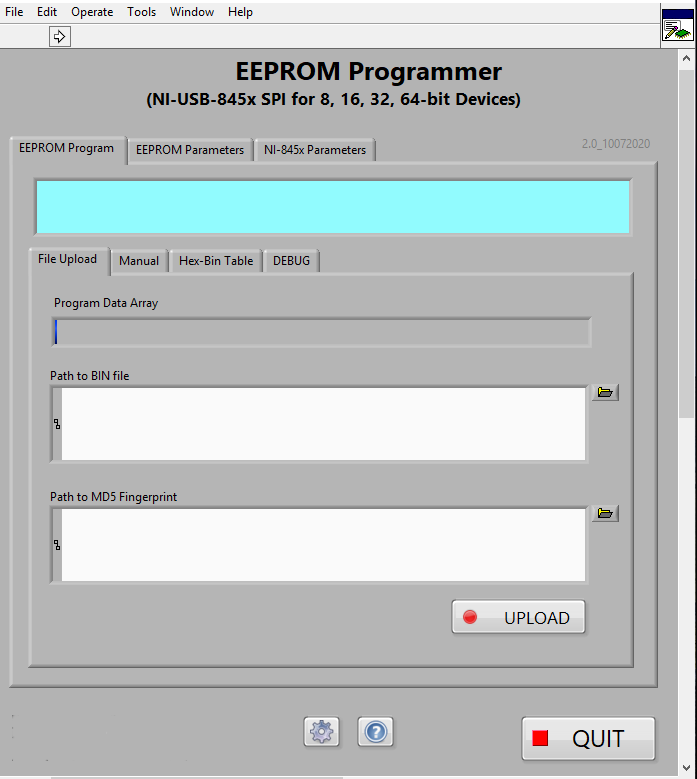 File Edit Operate Tools Window Help
EEPROM Programmer
(NI-USB-845x SPI for 8, 16, 32, 64-bit Devices)
2.0_10072020
EEPROM Program EEPROM Parameters NI-845x Parameters
File Upload Manual Hex-Bin Table DEBUG
Program Data Array
Path to BIN file
Path to MD5 Fingerprint
UPLOAD
QUIT